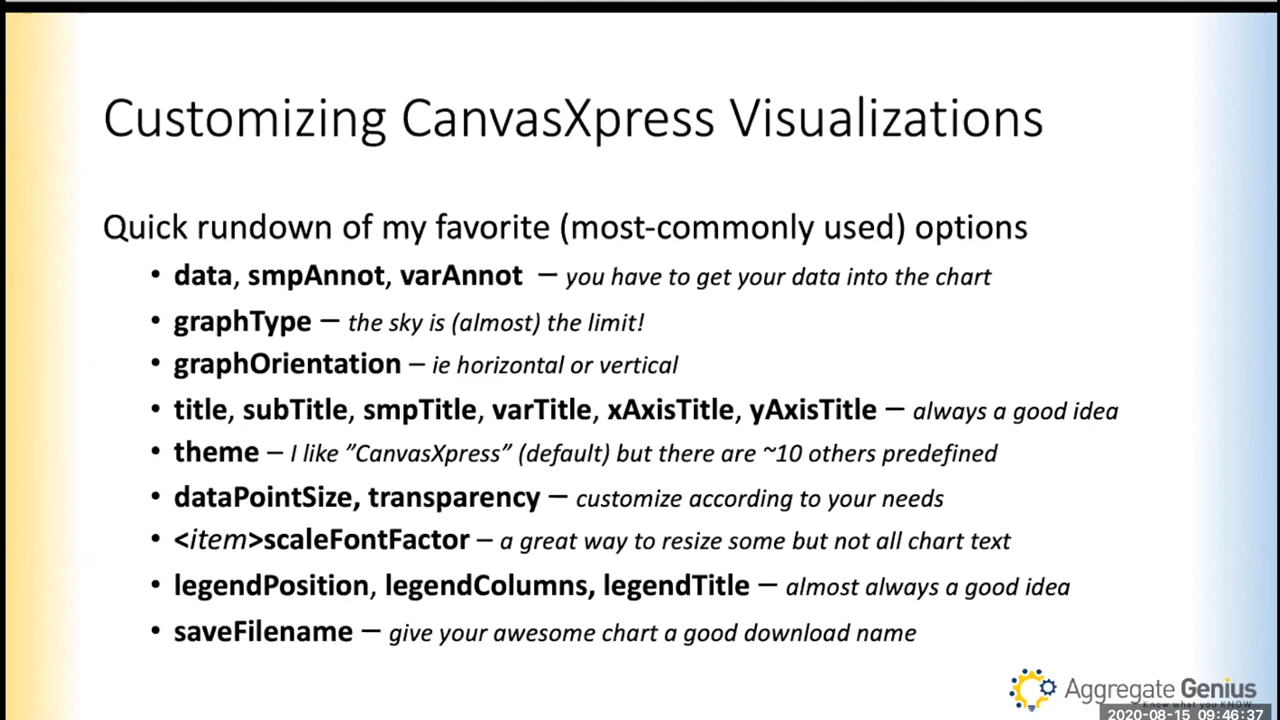 Customizing CanvasXpress Visualizations
Quick rundown of my favorite (most-commonly used) options
• data, smpAnnot, varAnnot – you have to get your data into the chart
• graphType – the sky is (almost) the limit!
• graphOrientation – ie horizontal or vertical
• title, subTitle, smpTitle, varTitle, xAxisTitle, yAxisTitle – always a good idea
• theme – I like ”CanvasXpress” (default) but there are ~10 others predefined
• dataPointSize, transparency – customize according to your needs
• <item>scaleFontFactor – a great way to resize some but not all chart text
• legendPosition, legendColumns, legendTitle – almost always a good idea
• saveFilename – give your awesome chart a good download name
Aggregate Genius
Know what you KNOW
2020-08-15 09:46:37